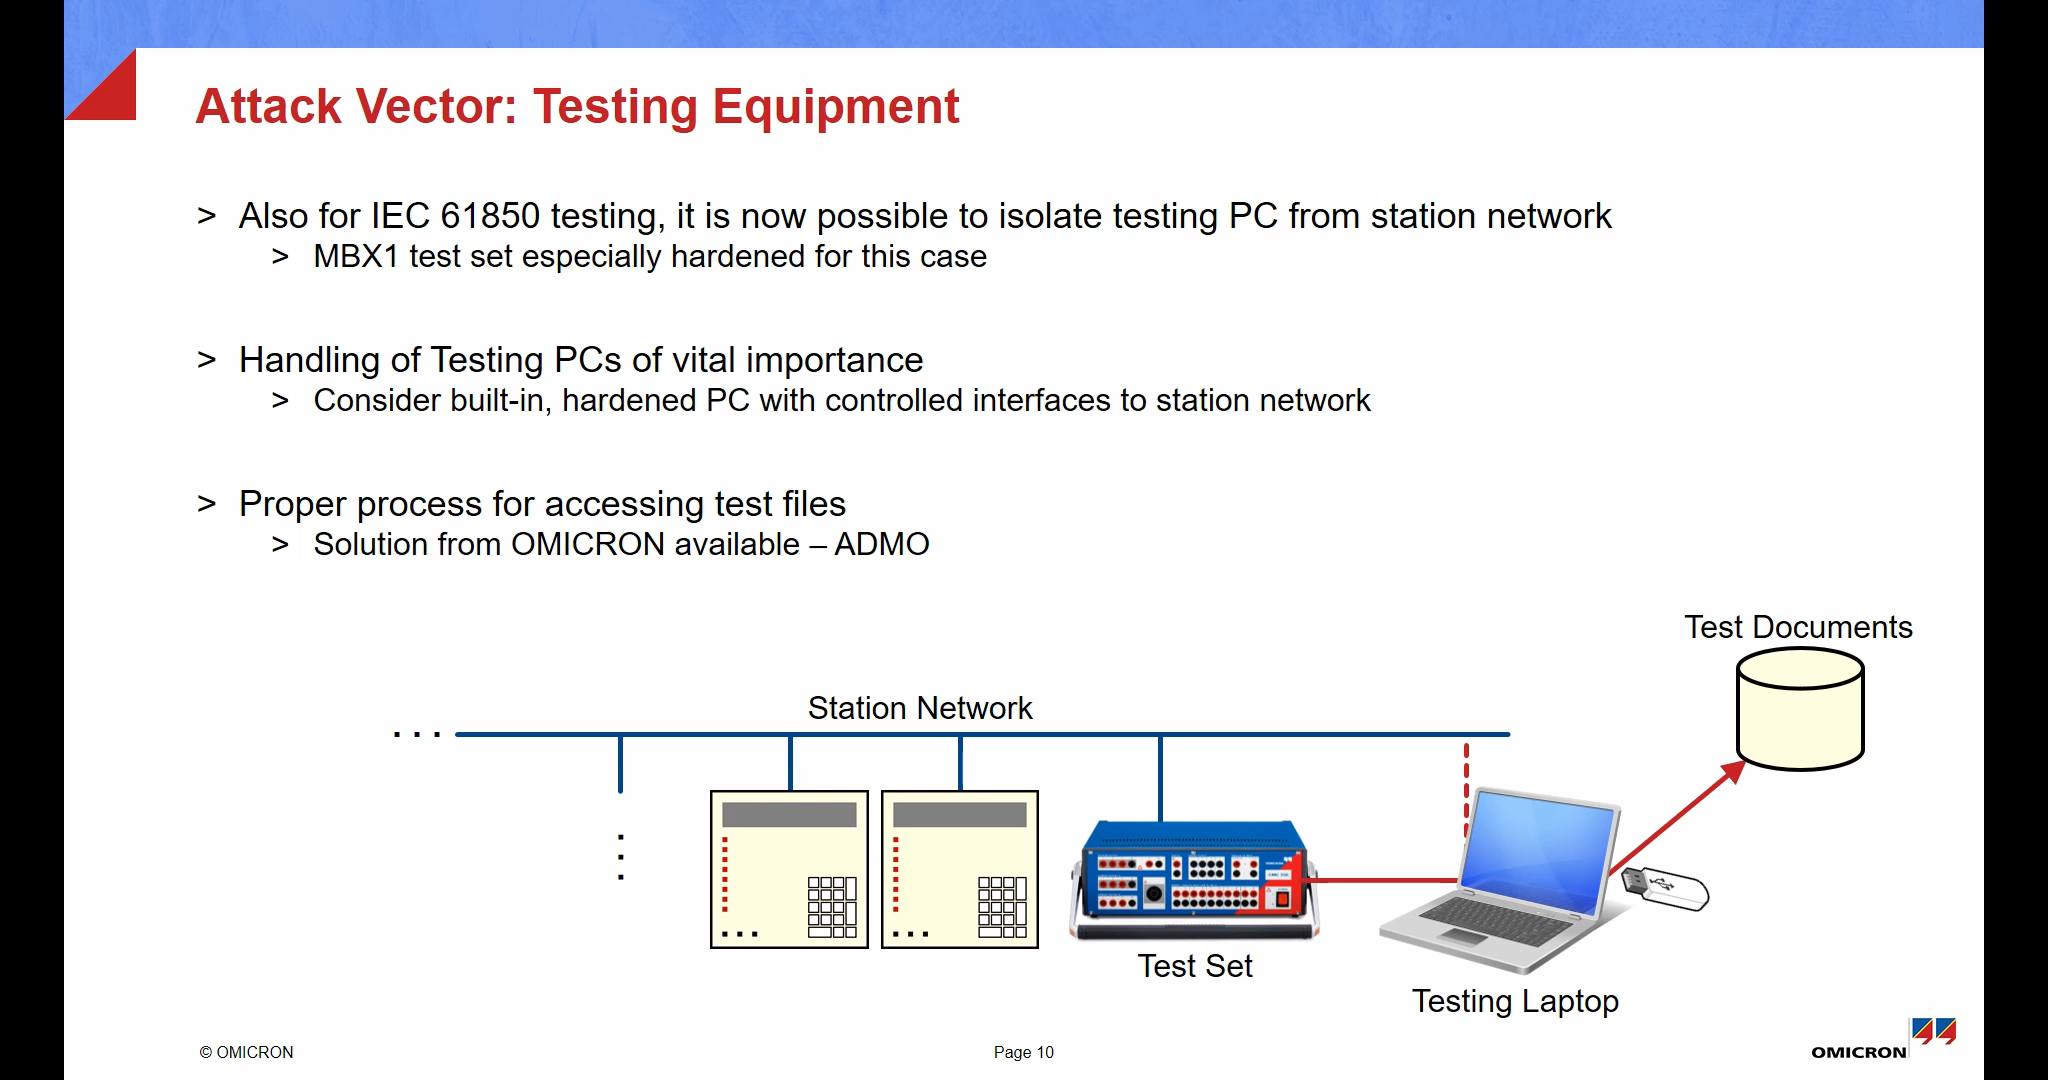 Attack Vector: Testing Equipment
> Also for IEC 61850 testing, it is now possible to isolate testing PC from station network
> MBX1 test set especially hardened for this case
> Handling of Testing PCs of vital importance
> Consider built-in, hardened PC with controlled interfaces to station network
> Proper process for accessing test files
> Solution from OMICRON available – ADMO
Test Documents
Station Network
Test Set
Testing Laptop
© OMICRON
Page 10
OMICRON